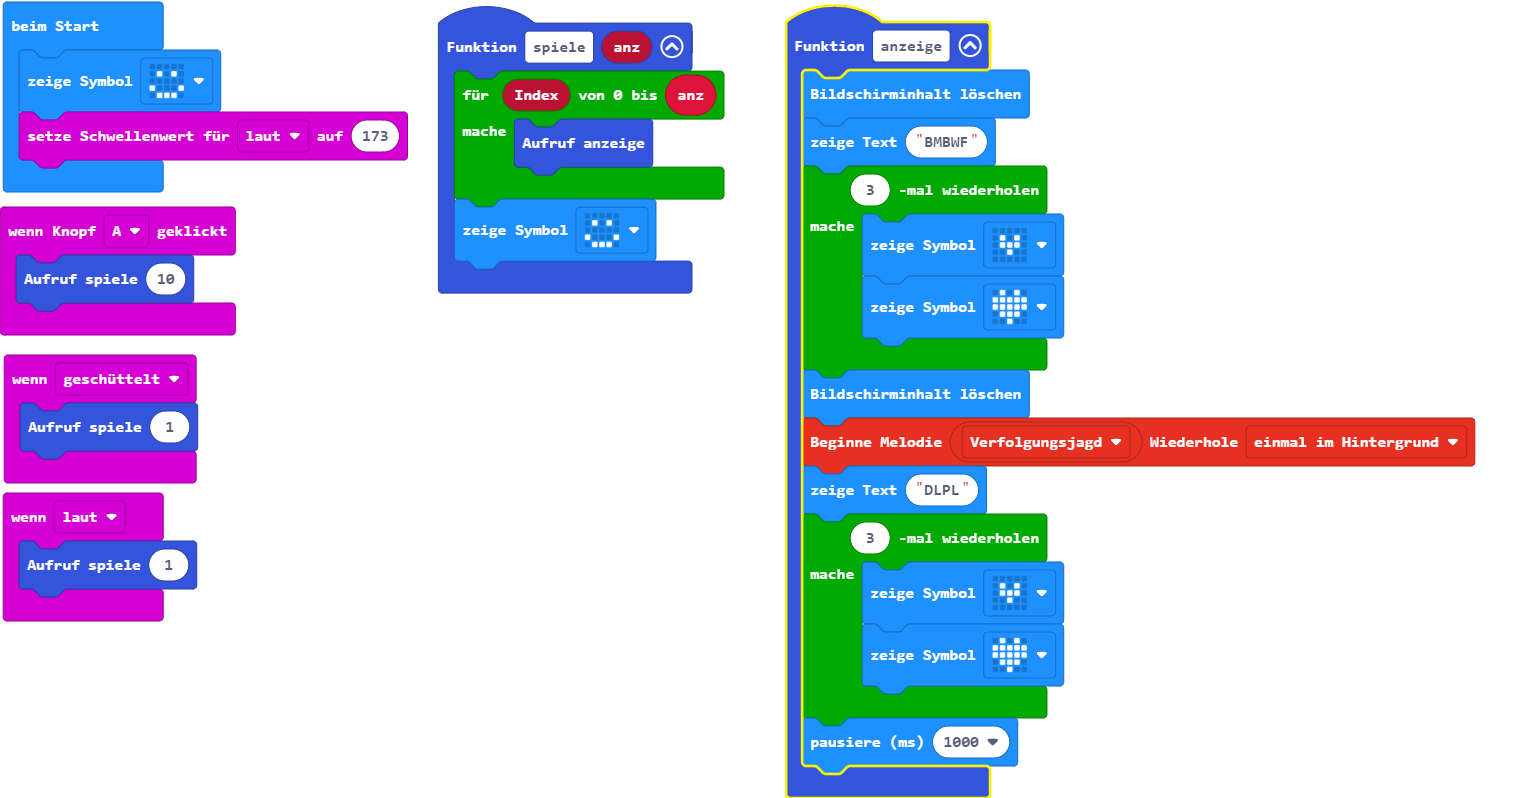 beim Start
zeige Symbol
setze Schwellenwert für laut auf 173
wenn Knopf A geklickt
Aufruf spiele 10
wenn geschüttelt
Aufruf spiele 1
wenn laut
Aufruf spiele 1
Funktion spiele anz
für Index von 0 bis anz
mache Aufruf anzeige
zeige Symbol
Funktion anzeige
Bildschirminhalt löschen
zeige Text "BMBWF"
3 -mal wiederholen
mache
zeige Symbol
zeige Symbol
Bildschirminhalt löschen
Beginne Melodie Verfolgungsjagd Wiederhole einmal im Hintergrund
zeige Text "DLPL"
3 -mal wiederholen
mache
zeige Symbol
zeige Symbol
pausiere (ms) 1000